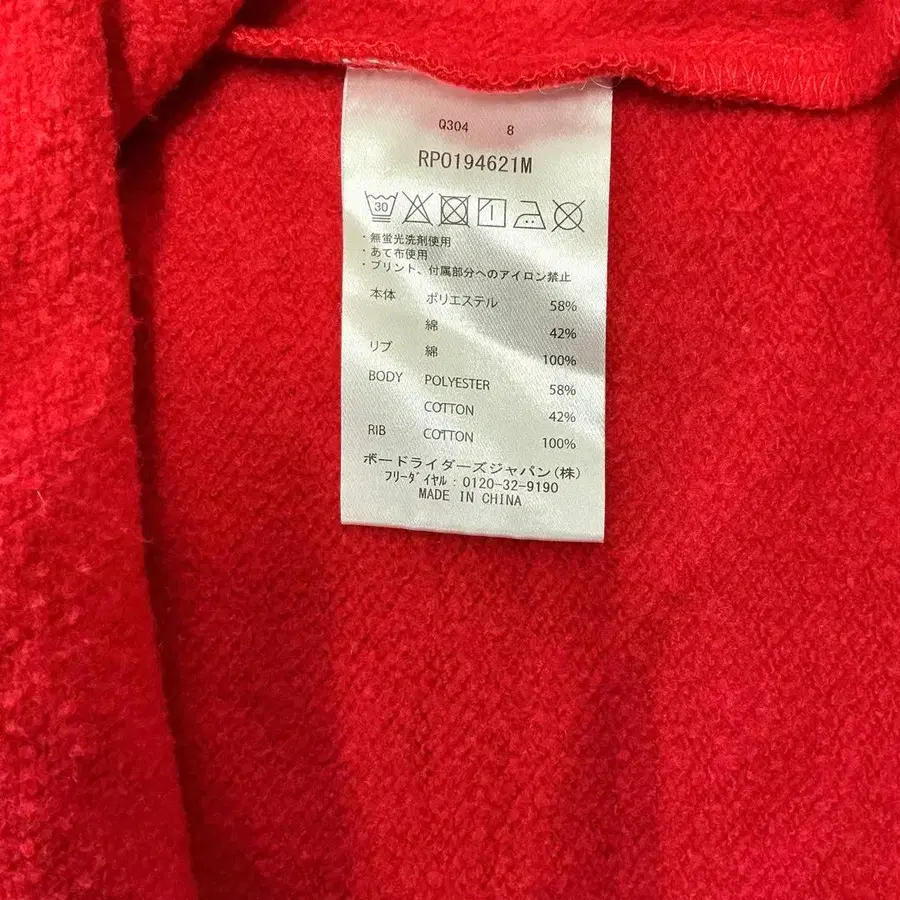 Q304 8
RPO194621M
30
・無蛍光洗剤使用
・あて布使用
・プリント、付属部分へのアイロン禁止
本体 ポリエステル 58%
綿 42%
リブ 綿 100%
BODY POLYESTER 58%
COTTON 42%
RIB COTTON 100%
ボードライダーズジャパン(株)
フリーダイヤル:0120-32-9190
MADE IN CHINA